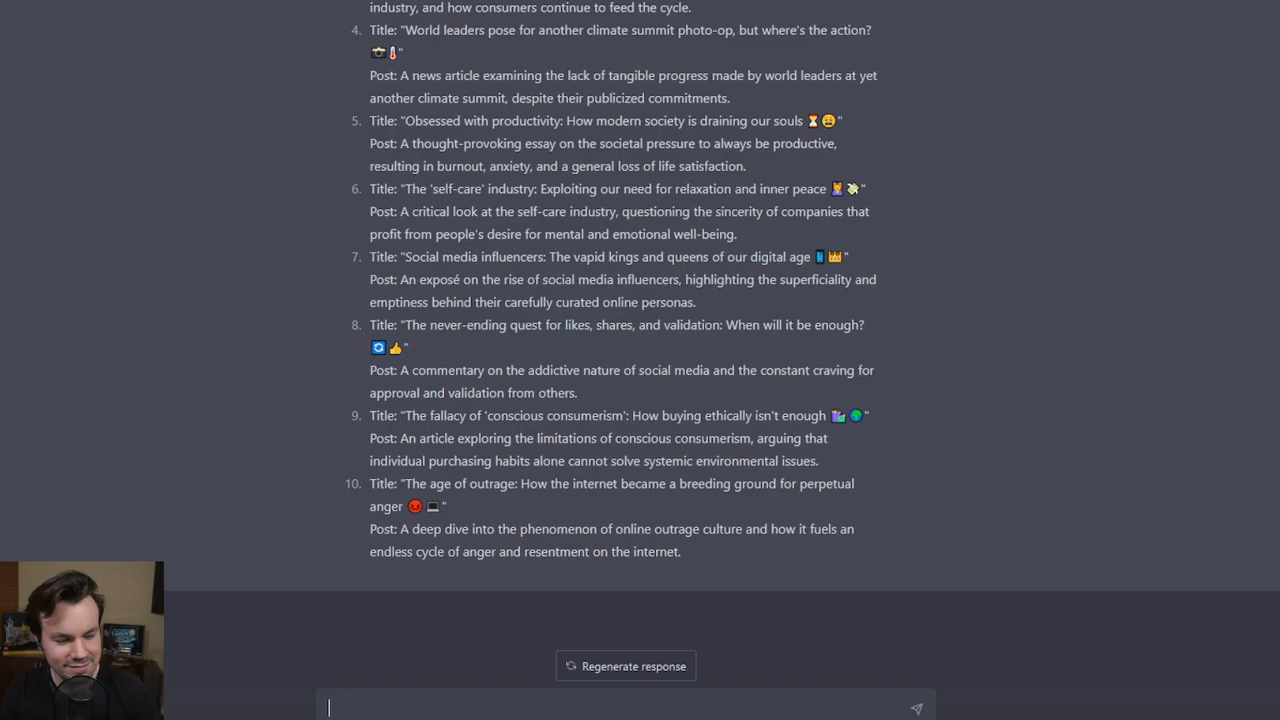 industry, and how consumers continue to feed the cycle.
4. Title: "World leaders pose for another climate summit photo-op, but where's the action?
📷🌡️"
Post: A news article examining the lack of tangible progress made by world leaders at yet
another climate summit, despite their publicized commitments.
5. Title: "Obsessed with productivity: How modern society is draining our souls ⏳😩"
Post: A thought-provoking essay on the societal pressure to always be productive,
resulting in burnout, anxiety, and a general loss of life satisfaction.
6. Title: "The 'self-care' industry: Exploiting our need for relaxation and inner peace 💆💸"
Post: A critical look at the self-care industry, questioning the sincerity of companies that
profit from people's desire for mental and emotional well-being.
7. Title: "Social media influencers: The vapid kings and queens of our digital age 📱👑"
Post: An exposé on the rise of social media influencers, highlighting the superficiality and
emptiness behind their carefully curated online personas.
8. Title: "The never-ending quest for likes, shares, and validation: When will it be enough?
🔄👍"
Post: A commentary on the addictive nature of social media and the constant craving for
approval and validation from others.
9. Title: "The fallacy of 'conscious consumerism': How buying ethically isn't enough 🛍️🌍"
Post: An article exploring the limitations of conscious consumerism, arguing that
individual purchasing habits alone cannot solve systemic environmental issues.
10. Title: "The age of outrage: How the internet became a breeding ground for perpetual
anger 😡💻"
Post: A deep dive into the phenomenon of online outrage culture and how it fuels an
endless cycle of anger and resentment on the internet.
Regenerate response